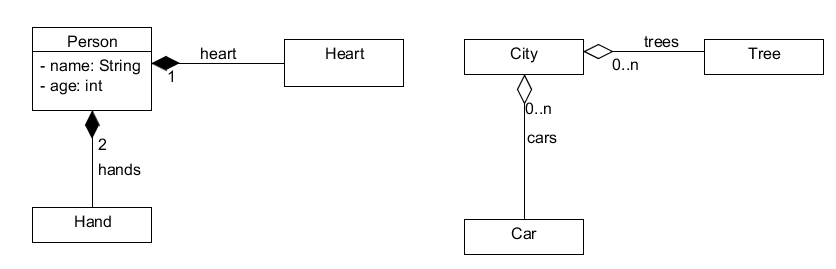 Person
- name: String
- age: int
heart
1
Heart
2
hands
Hand
City
trees
0..n
Tree
0..n
cars
Car